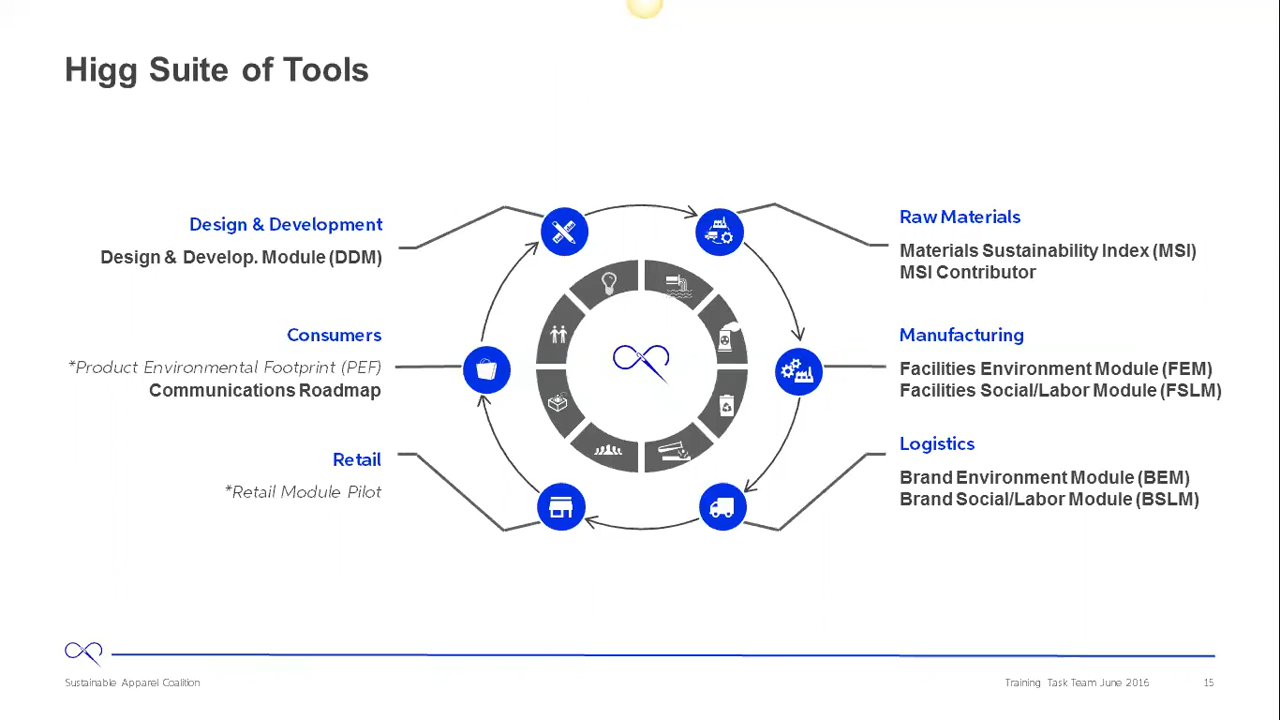 Higg Suite of Tools
Design & Development
Design & Develop. Module (DDM)
Consumers
*Product Environmental Footprint (PEF)
Communications Roadmap
Retail
*Retail Module Pilot
Raw Materials
Materials Sustainability Index (MSI)
MSI Contributor
Manufacturing
Facilities Environment Module (FEM)
Facilities Social/Labor Module (FSLM)
Logistics
Brand Environment Module (BEM)
Brand Social/Labor Module (BSLM)
Sustainable Apparel Coalition
Training Task Team June 2016
15